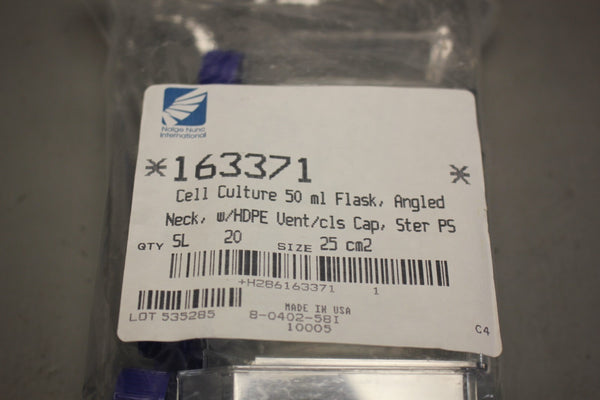 Nalge Nunc
International
*163371 *
Cell Culture 50 ml Flask, Angled
Neck, w/HDPE Vent/cls Cap, Ster PS
QTY SL 20 SIZE 25 cm2
+H286163371 1
MADE IN USA
LOT 535285 8-0402-58I
10005 C4